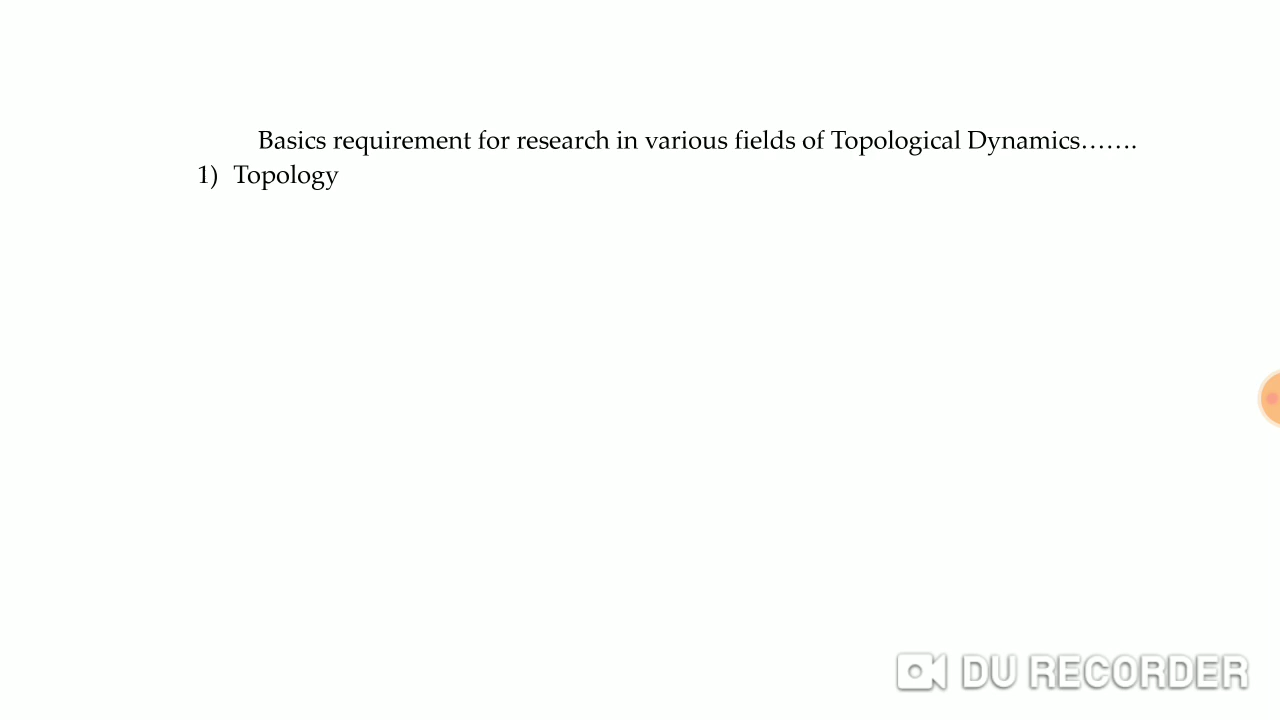 Basics requirement for research in various fields of Topological Dynamics…….
1) Topology
DU RECORDER